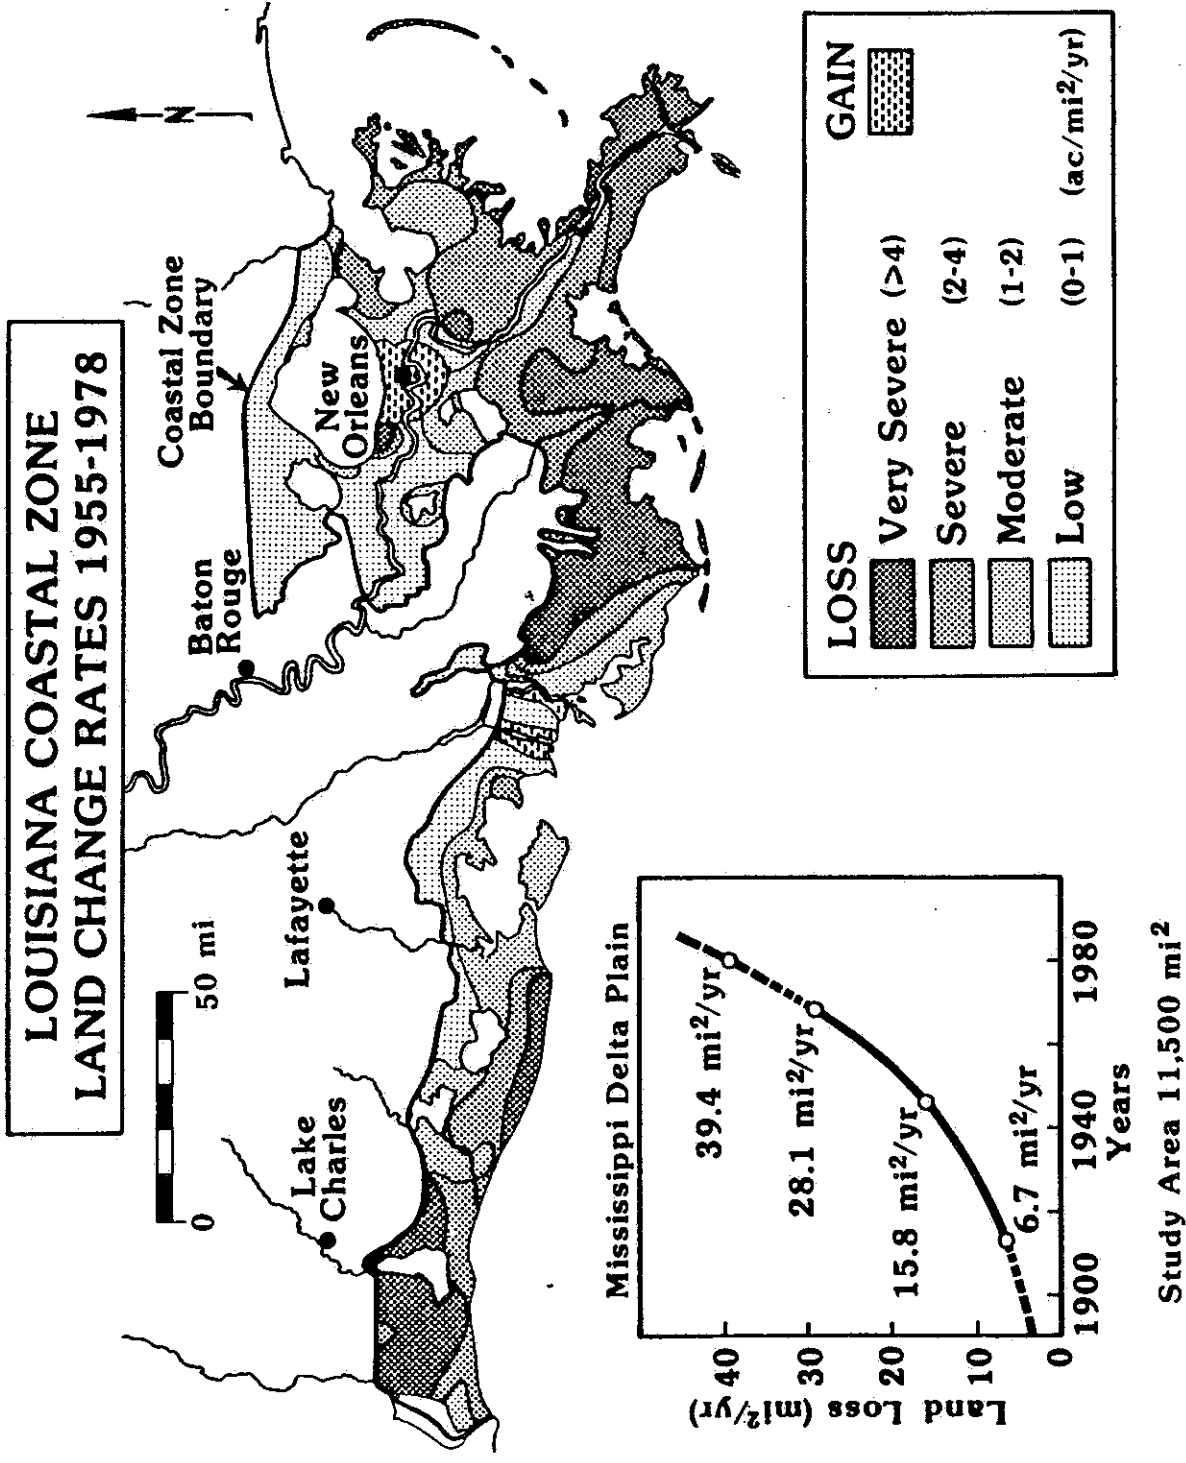 LOUISIANA COASTAL ZONE
LAND CHANGE RATES 1955-1978
0
50 mi
Lake
Charles
Lafayette
Baton
Rouge
Coastal Zone
Boundary
New
Orleans
N
Mississippi Delta Plain
Land Loss (mi²/yr)
40
30
20
10
0
39.4 mi²/yr
28.1 mi²/yr
15.8 mi²/yr
6.7 mi²/yr
1900
1940
1980
Years
Study Area 11,500 mi²
LOSS
GAIN
Very Severe (>4)
Severe (2-4)
Moderate (1-2)
Low (0-1) (ac/mi²/yr)